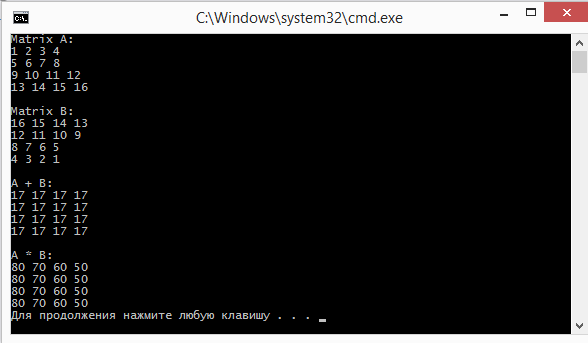 C:\Windows\system32\cmd.exe
Matrix A:
1 2 3 4
5 6 7 8
9 10 11 12
13 14 15 16
Matrix B:
16 15 14 13
12 11 10 9
8 7 6 5
4 3 2 1
A + B:
17 17 17 17
17 17 17 17
17 17 17 17
17 17 17 17
A * B:
80 70 60 50
80 70 60 50
80 70 60 50
80 70 60 50
Для продолжения нажмите любую клавишу . . .